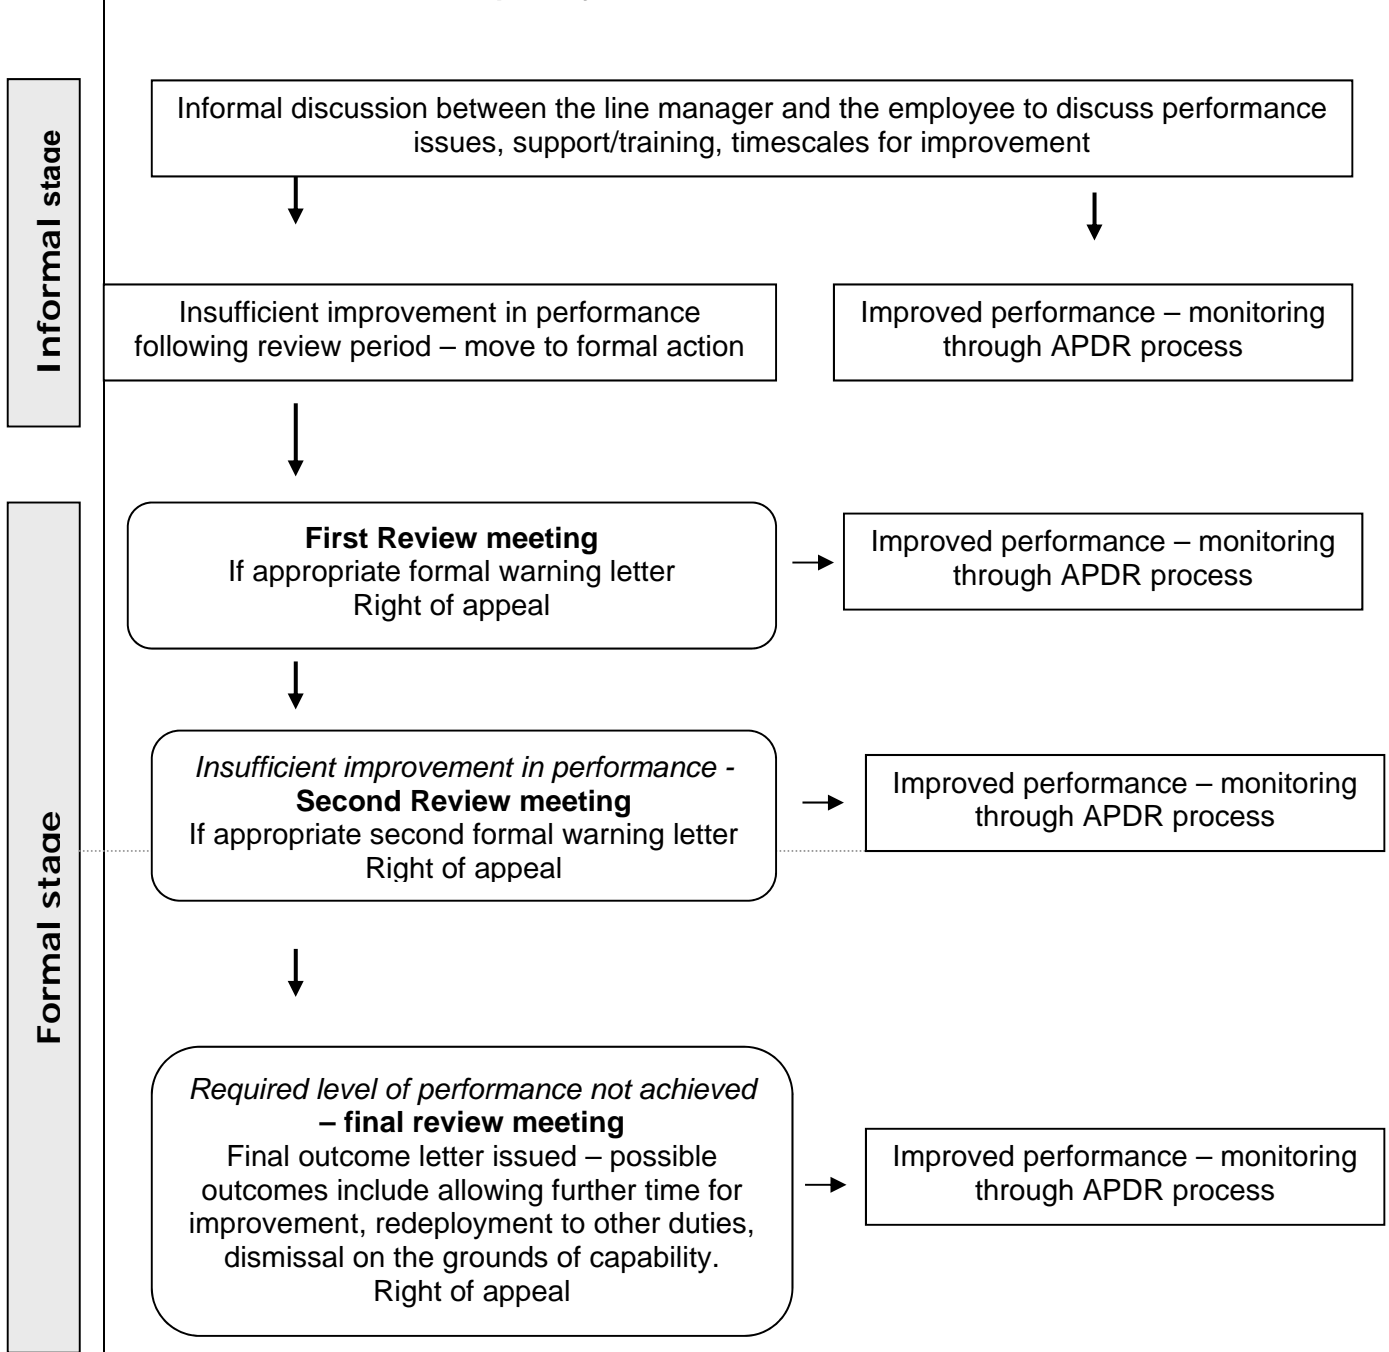 Informal stage
Informal discussion between the line manager and the employee to discuss performance
issues, support/training, timescales for improvement
Insufficient improvement in performance
following review period – move to formal action
Improved performance – monitoring
through APDR process
Formal stage
First Review meeting
If appropriate formal warning letter
Right of appeal
Improved performance – monitoring
through APDR process
Insufficient improvement in performance -
Second Review meeting
If appropriate second formal warning letter
Right of appeal
Improved performance – monitoring
through APDR process
Required level of performance not achieved
– final review meeting
Final outcome letter issued – possible
outcomes include allowing further time for
improvement, redeployment to other duties,
dismissal on the grounds of capability.
Right of appeal
Improved performance – monitoring
through APDR process